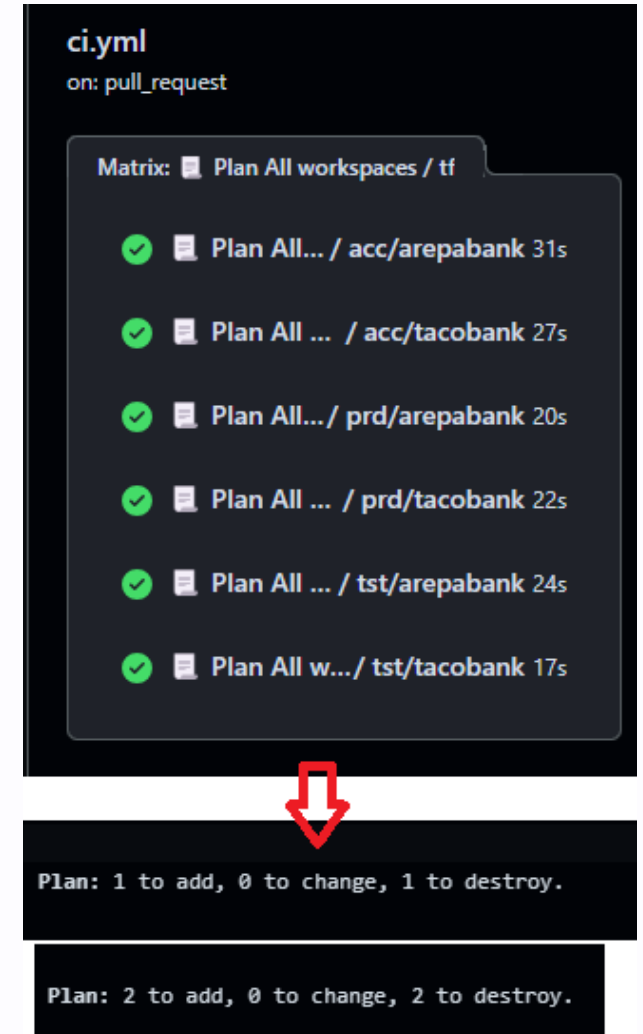 ci.yml
on: pull_request
Matrix: Plan All workspaces / tf
Plan All... / acc/arepabank 31s
Plan All ... / acc/tacobank 27s
Plan All.../ prd/arepabank 20s
Plan All ... / prd/tacobank 22s
Plan All ... / tst/arepabank 24s
Plan All w.../ tst/tacobank 17s
Plan: 1 to add, 0 to change, 1 to destroy.
Plan: 2 to add, 0 to change, 2 to destroy.